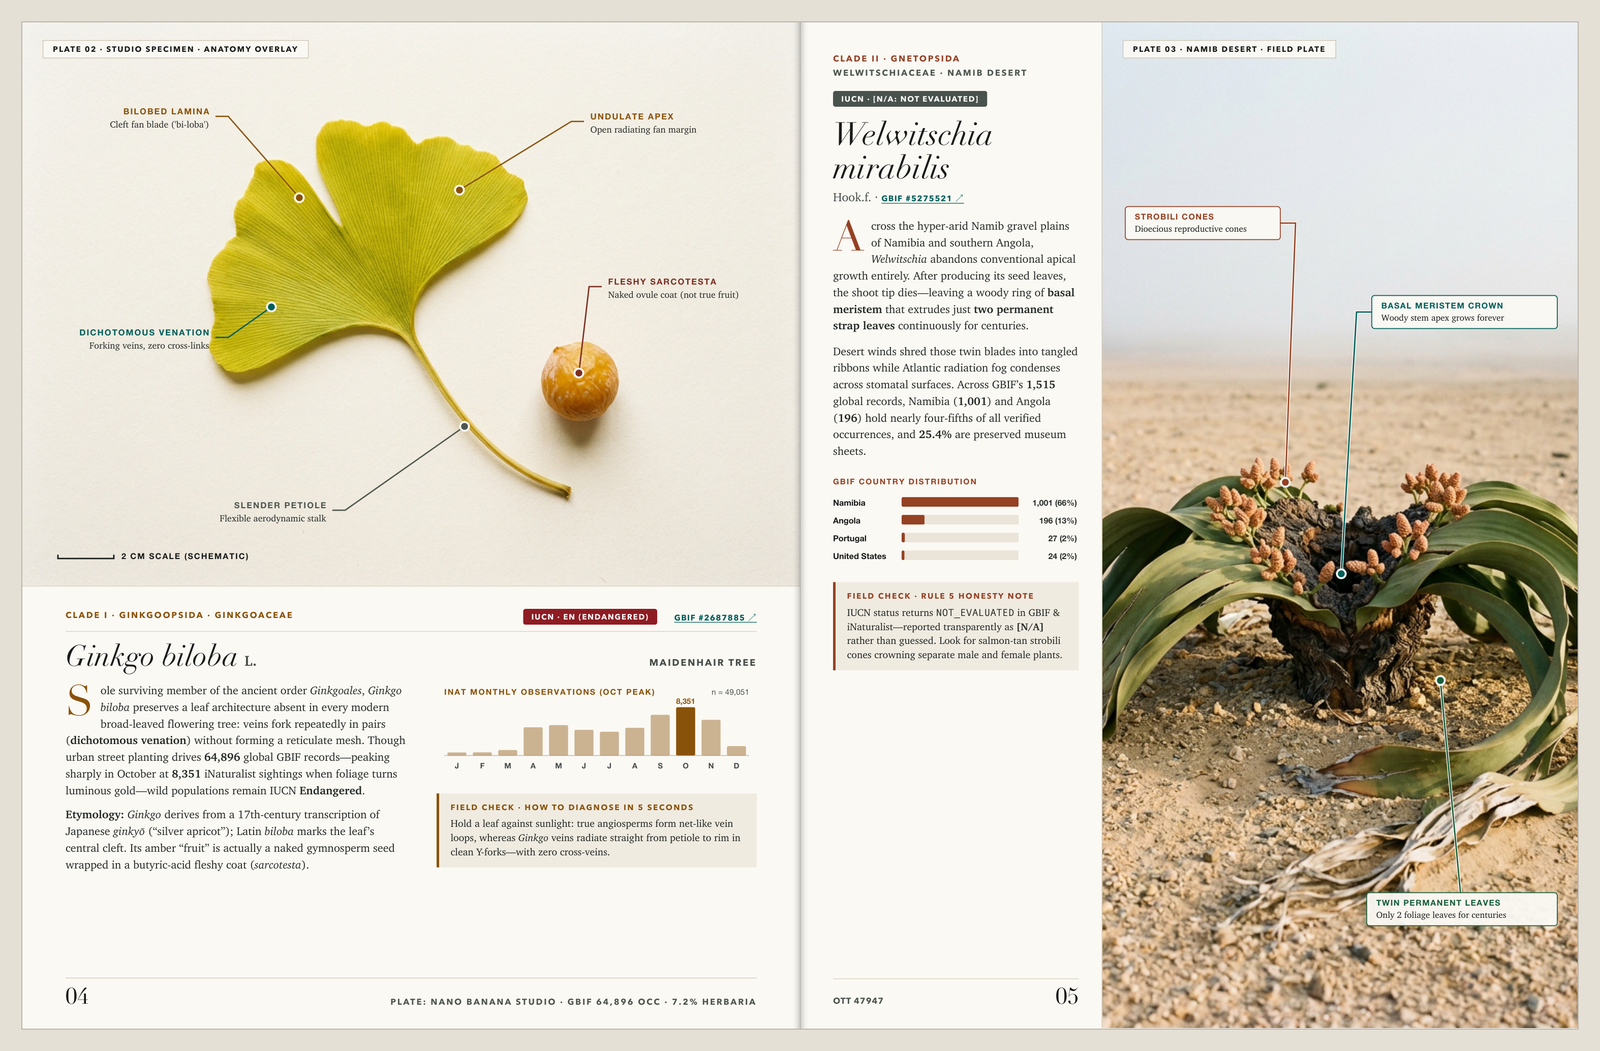 PLATE 02 · STUDIO SPECIMEN · ANATOMY OVERLAY
BILOBED LAMINA
Cleft fan blade ('bi-loba')
UNDULATE APEX
Open radiating fan margin
FLESHY SARCOTESTA
Naked ovule coat (not true fruit)
DICHOTOMOUS VENATION
Forking veins, zero cross-links
SLENDER PETIOLE
Flexible aerodynamic stalk
2 CM SCALE (SCHEMATIC)
CLADE I · GINKGOOPSIDA · GINKGOACEAE
IUCN · EN (ENDANGERED)
GBIF #2687885 ↗
Ginkgo biloba L.
MAIDENHAIR TREE
Sole surviving member of the ancient order Ginkgoales, Ginkgo
biloba preserves a leaf architecture absent in every modern
broad-leaved flowering tree: veins fork repeatedly in pairs
(dichotomous venation) without forming a reticulate mesh. Though
urban street planting drives 64,896 global GBIF records—peaking
sharply in October at 8,351 iNaturalist sightings when foliage turns
luminous gold—wild populations remain IUCN Endangered.
Etymology: Ginkgo derives from a 17th-century transcription of
Japanese ginkyō (“silver apricot”); Latin biloba marks the leaf’s
central cleft. Its amber “fruit” is actually a naked gymnosperm seed
wrapped in a butyric-acid fleshy coat (sarcotesta).
INAT MONTHLY OBSERVATIONS (OCT PEAK)
n = 49,051
8,351
J F M A M J J A S O N D
FIELD CHECK · HOW TO DIAGNOSE IN 5 SECONDS
Hold a leaf against sunlight: true angiosperms form net-like vein
loops, whereas Ginkgo veins radiate straight from petiole to rim in
clean Y-forks—with zero cross-veins.
04
PLATE: NANO BANANA STUDIO · GBIF 64,896 OCC · 7.2% HERBARIA
CLADE II · GNETOPSIDA
WELWITSCHIACEAE · NAMIB DESERT
IUCN · [N/A: NOT EVALUATED]
Welwitschia
mirabilis
Hook.f. · GBIF #5275521 ↗
Across the hyper-arid Namib gravel plains
of Namibia and southern Angola,
Welwitschia abandons conventional apical
growth entirely. After producing its seed leaves,
the shoot tip dies—leaving a woody ring of basal
meristem that extrudes just two permanent
strap leaves continuously for centuries.
Desert winds shred those twin blades into tangled
ribbons while Atlantic radiation fog condenses
across stomatal surfaces. Across GBIF’s 1,515
global records, Namibia (1,001) and Angola
(196) hold nearly four-fifths of all verified
occurrences, and 25.4% are preserved museum
sheets.
GBIF COUNTRY DISTRIBUTION
Namibia 1,001 (66%)
Angola 196 (13%)
Portugal 27 (2%)
United States 24 (2%)
FIELD CHECK · RULE 5 HONESTY NOTE
IUCN status returns NOT_EVALUATED in GBIF &
iNaturalist—reported transparently as [N/A]
rather than guessed. Look for salmon-tan strobili
cones crowning separate male and female plants.
OTT 47947
05
PLATE 03 · NAMIB DESERT · FIELD PLATE
STROBILI CONES
Dioecious reproductive cones
BASAL MERISTEM CROWN
Woody stem apex grows forever
TWIN PERMANENT LEAVES
Only 2 foliage leaves for centuries